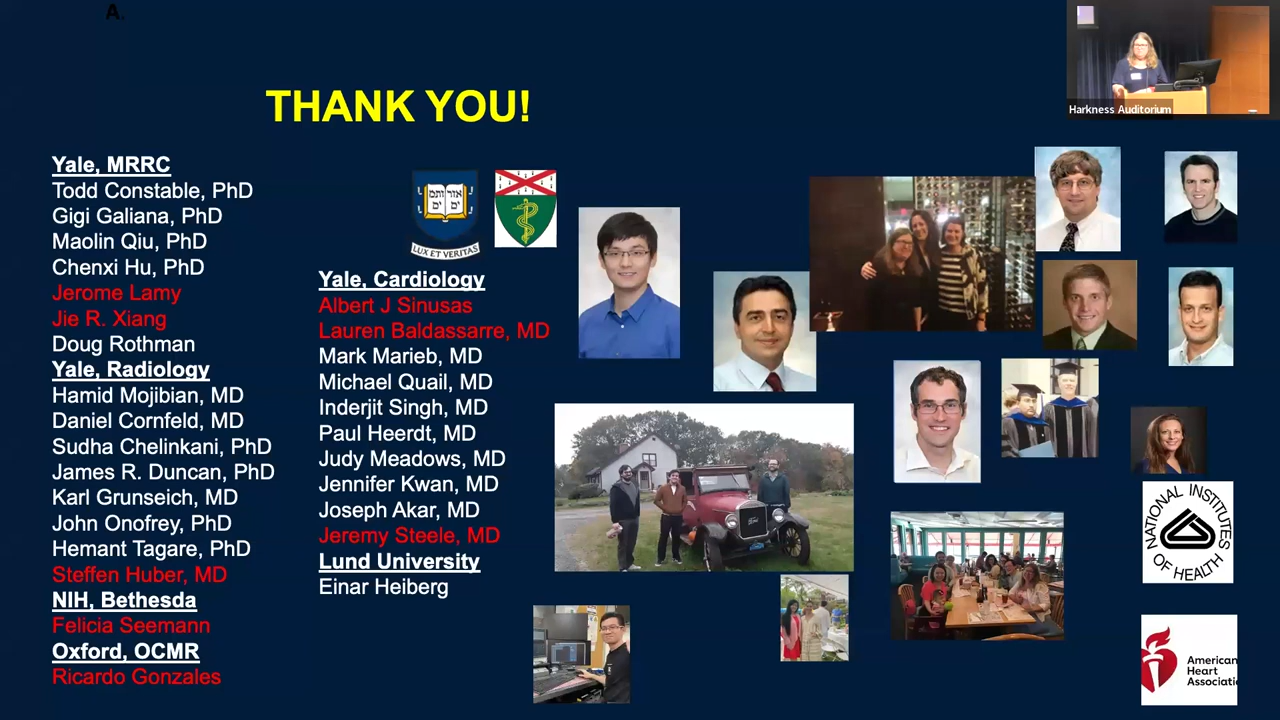 A.
Harkness Auditorium
THANK YOU!
Yale, MRRC
Todd Constable, PhD
Gigi Galiana, PhD
Maolin Qiu, PhD
Chenxi Hu, PhD
Jerome Lamy
Jie R. Xiang
Doug Rothman
Yale, Radiology
Hamid Mojibian, MD
Daniel Cornfeld, MD
Sudha Chelinkani, PhD
James R. Duncan, PhD
Karl Grunseich, MD
John Onofrey, PhD
Hemant Tagare, PhD
Steffen Huber, MD
NIH, Bethesda
Felicia Seemann
Oxford, OCMR
Ricardo Gonzales
LUX ET VERITAS
Yale, Cardiology
Albert J Sinusas
Lauren Baldassarre, MD
Mark Marieb, MD
Michael Quail, MD
Inderjit Singh, MD
Paul Heerdt, MD
Judy Meadows, MD
Jennifer Kwan, MD
Joseph Akar, MD
Jeremy Steele, MD
Lund University
Einar Heiberg
Ford
NATIONAL INSTITUTES
OF HEALTH
American
Heart
Associati